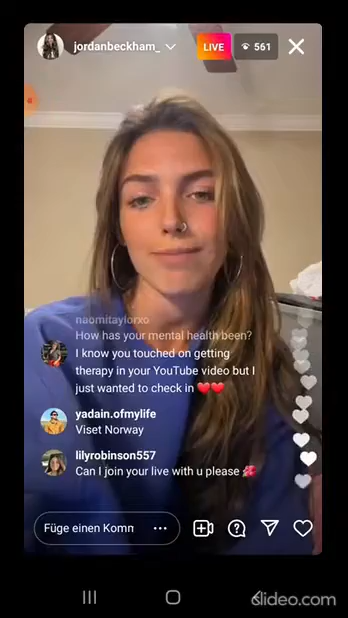 jordanbeckham_
LIVE
561
naomitaylorxo
How has your mental health been?
I know you touched on getting
therapy in your YouTube video but I
just wanted to check in ❤️❤️
yadain.ofmylife
Viset Norway
lilyrobinson557
Can I join your live with u please 🌺
Füge einen Komm
dideo.com